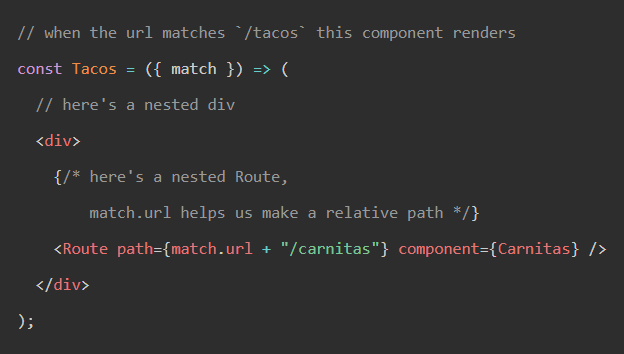 // when the url matches `/tacos` this component renders
const Tacos = ({ match }) => (
// here's a nested div
<div>
{/* here's a nested Route,
match.url helps us make a relative path */}
<Route path={match.url + "/carnitas"} component={Carnitas} />
</div>
);